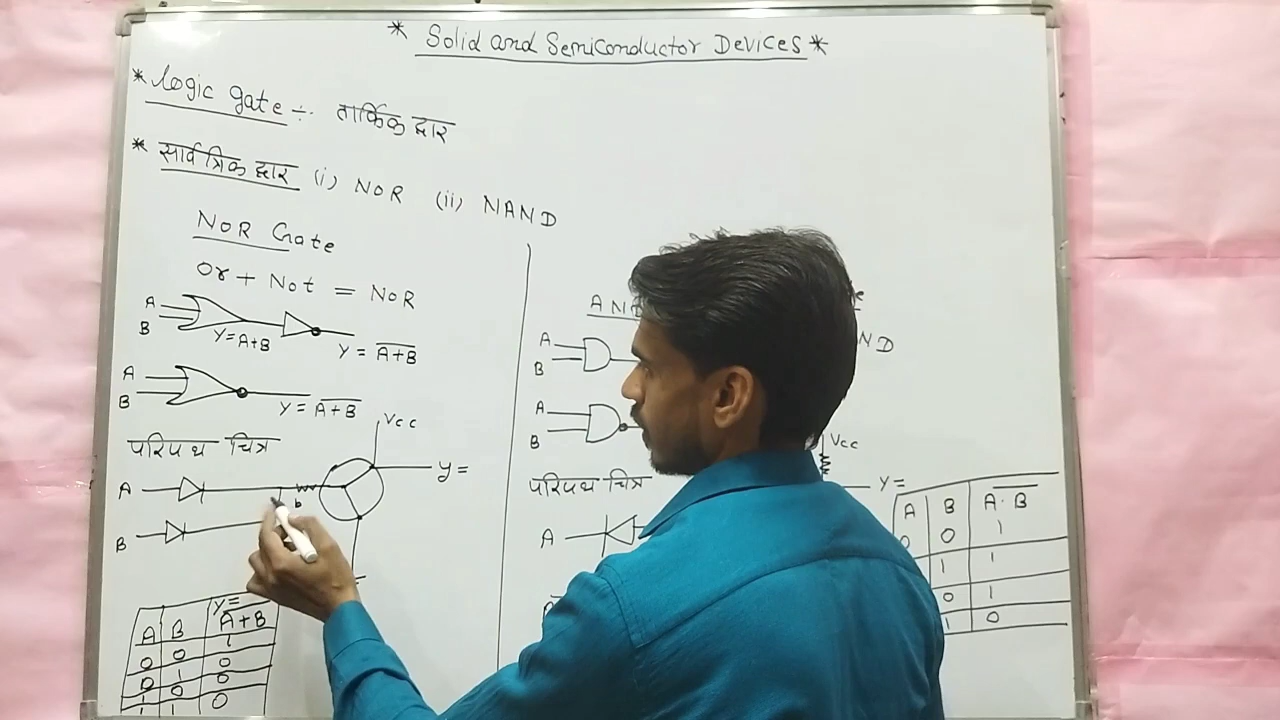 * Solid and Semiconductor Devices *
* Logic gate ÷ तार्किक द्वार
* सार्वत्रिक द्वार (i) NOR (ii) NAND
NOR Gate
Or + Not = NOR
A
B
Y = A+B
Y = A̅+̅B̅
A
B
Y = A̅+̅B̅
परिपथ चित्र
Vcc
A
b
y =
B
Y =
A B A̅+̅B̅
0 0 1
0 1 0
1 0 0
1 1 0
A
B
ND
A
B
परिपथ चित्र
Vcc
Y =
A
A B A̅·̅B̅
0 0 1
1 1
0 1
1 0